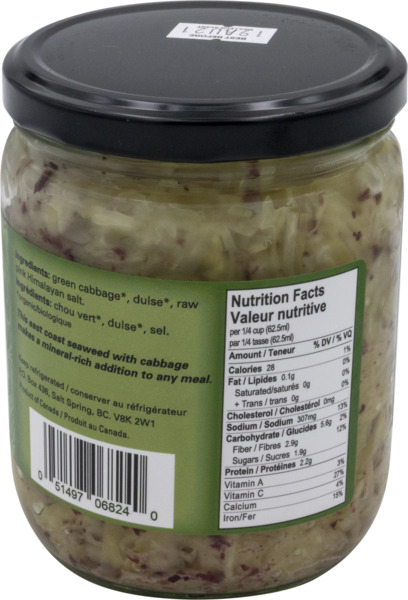 BEST BEFORE
19AU21
Ingredients: green cabbage*, dulse*, raw
pink Himalayan salt.
Ingrédients: chou vert*, dulse*, sel.
*organic/biologique
This east coast seaweed with cabbage
makes a mineral-rich addition to any meal.
Keep refrigerated / conserver au réfrigérateur
P.O. Box 436, Salt Spring, BC. V8K 2W1
Product of Canada / Produit au Canada.
0 51497 06824 0
Nutrition Facts
Valeur nutritive
per 1/4 cup (62.5ml)
par 1/4 tasse (62.5ml)
Amount / Teneur % DV / % VQ
Calories 28 1%
Fat / Lipides 0.1g 0%
Saturated/saturés 0g 0%
+ Trans / trans 0g
Cholesterol / Cholestérol 0mg 0%
Sodium / Sodium 307mg 13%
Carbohydrate / Glucides 5.6g 2%
Fiber / Fibres 2.9g 12%
Sugars / Sucres 1.9g
Protein / Protéines 2.2g
Vitamin A 3%
Vitamin C 27%
Calcium 4%
Iron/Fer 15%